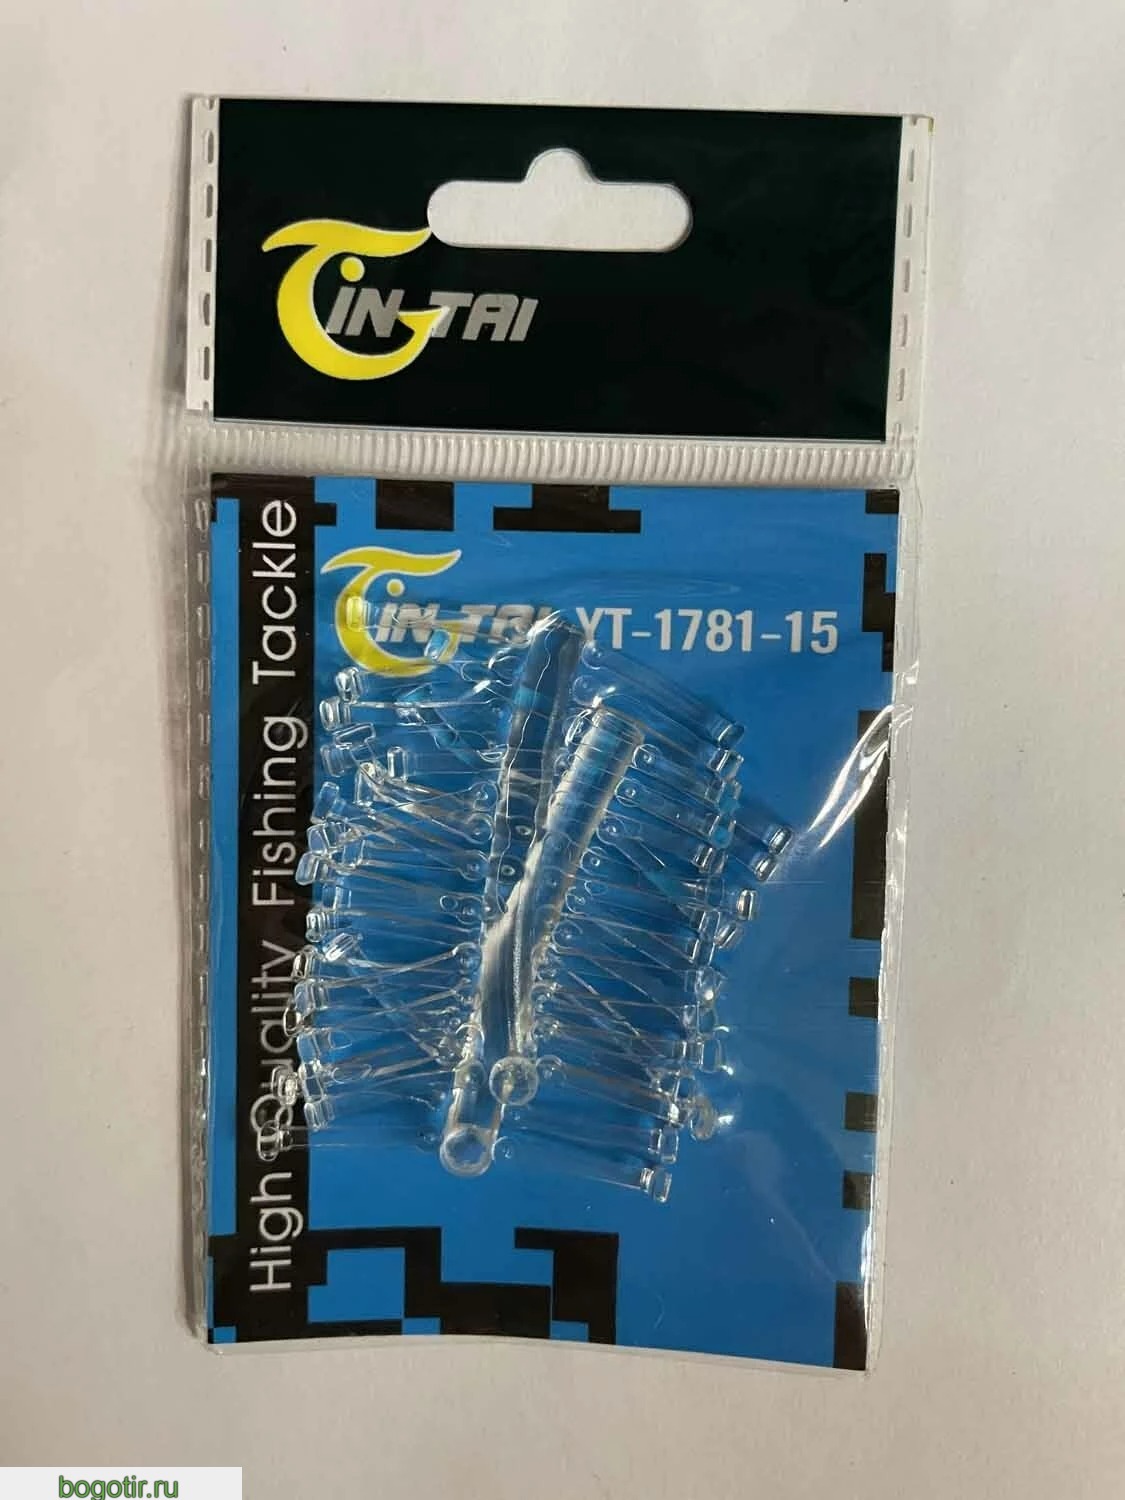 TIN-TAI
TIN-TAI YT-1781-15
High Quality Fishing Tackle
bogotir.ru